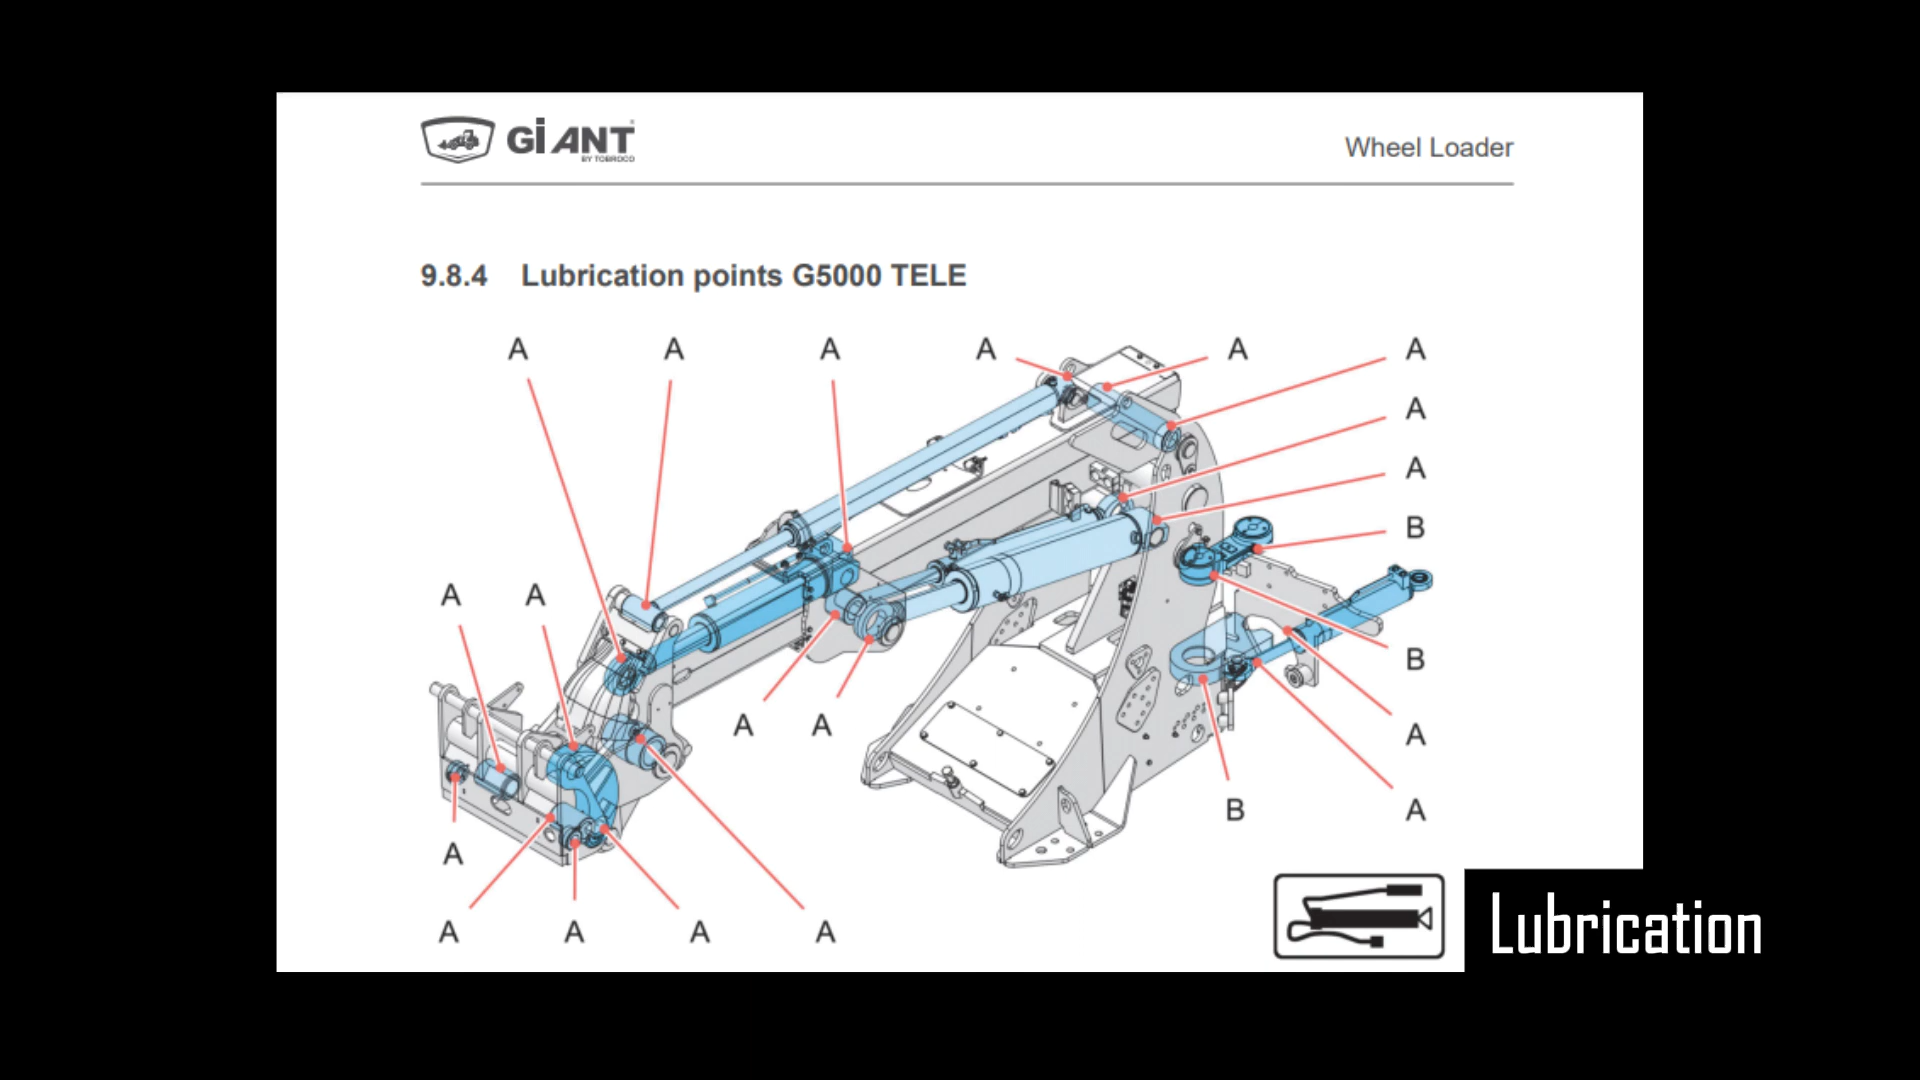 GiANT
BY TOBROCO
Wheel Loader
9.8.4 Lubrication points G5000 TELE
A A A A A A
A
A
B
A A
B
A A
A
B A
A
A A A A
Lubrication